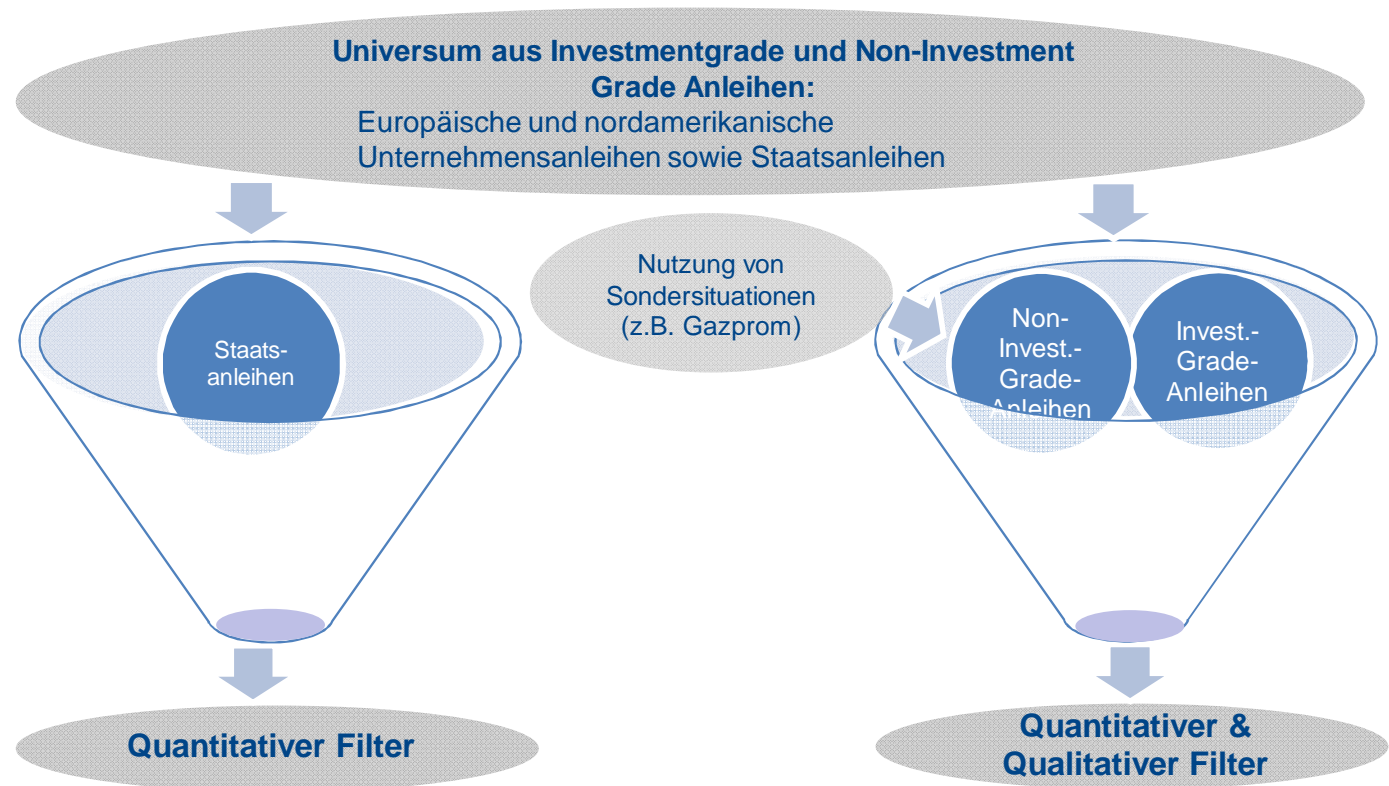 Universum aus Investmentgrade und Non-Investment
Grade Anleihen:
Europäische und nordamerikanische
Unternehmensanleihen sowie Staatsanleihen
Nutzung von
Sondersituationen
(z.B. Gazprom)
Staats-
anleihen
Non-
Invest.-
Grade-
Anleihen
Invest.-
Grade-
Anleihen
Quantitativer Filter
Quantitativer &
Qualitativer Filter